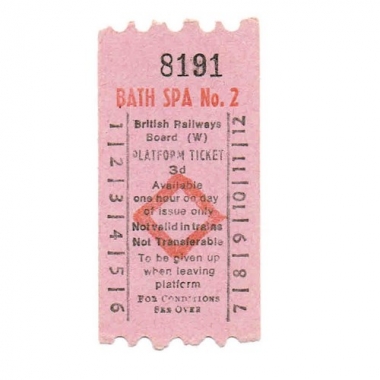 8191
BATH SPA No. 2
British Railways
Board (W)
PLATFORM TICKET
3d
Available
one hour on day
of issue only
Not valid in trains
Not Transferable
To be given up
when leaving
platform
FOR CONDITIONS
SEE OVER
1 2 3 4 5 6
7 8 9 10 11 12